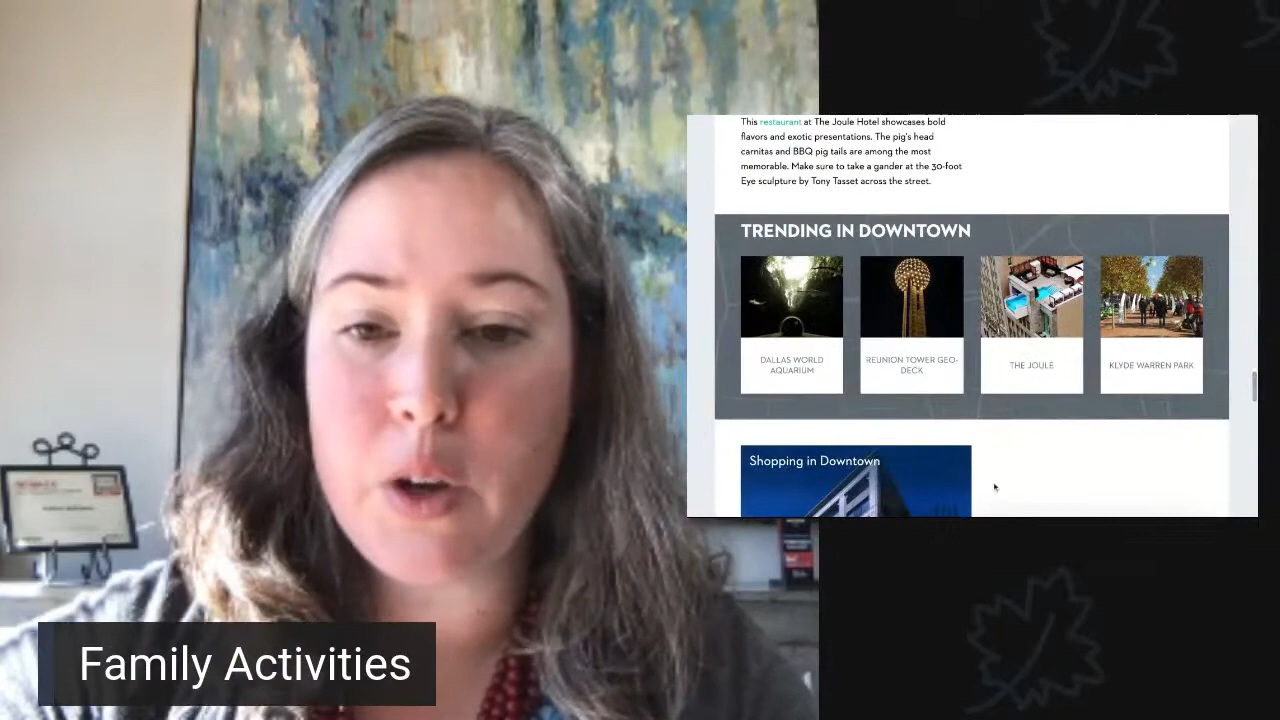 This restaurant at The Joule Hotel showcases bold
flavors and exotic presentations. The pig's head
carnitas and BBQ pig tails are among the most
memorable. Make sure to take a gander at the 30-foot
Eye sculpture by Tony Tasset across the street.
TRENDING IN DOWNTOWN
DALLAS WORLD
AQUARIUM
REUNION TOWER GEO-
DECK
THE JOULE
KLYDE WARREN PARK
Shopping in Downtown
Family Activities